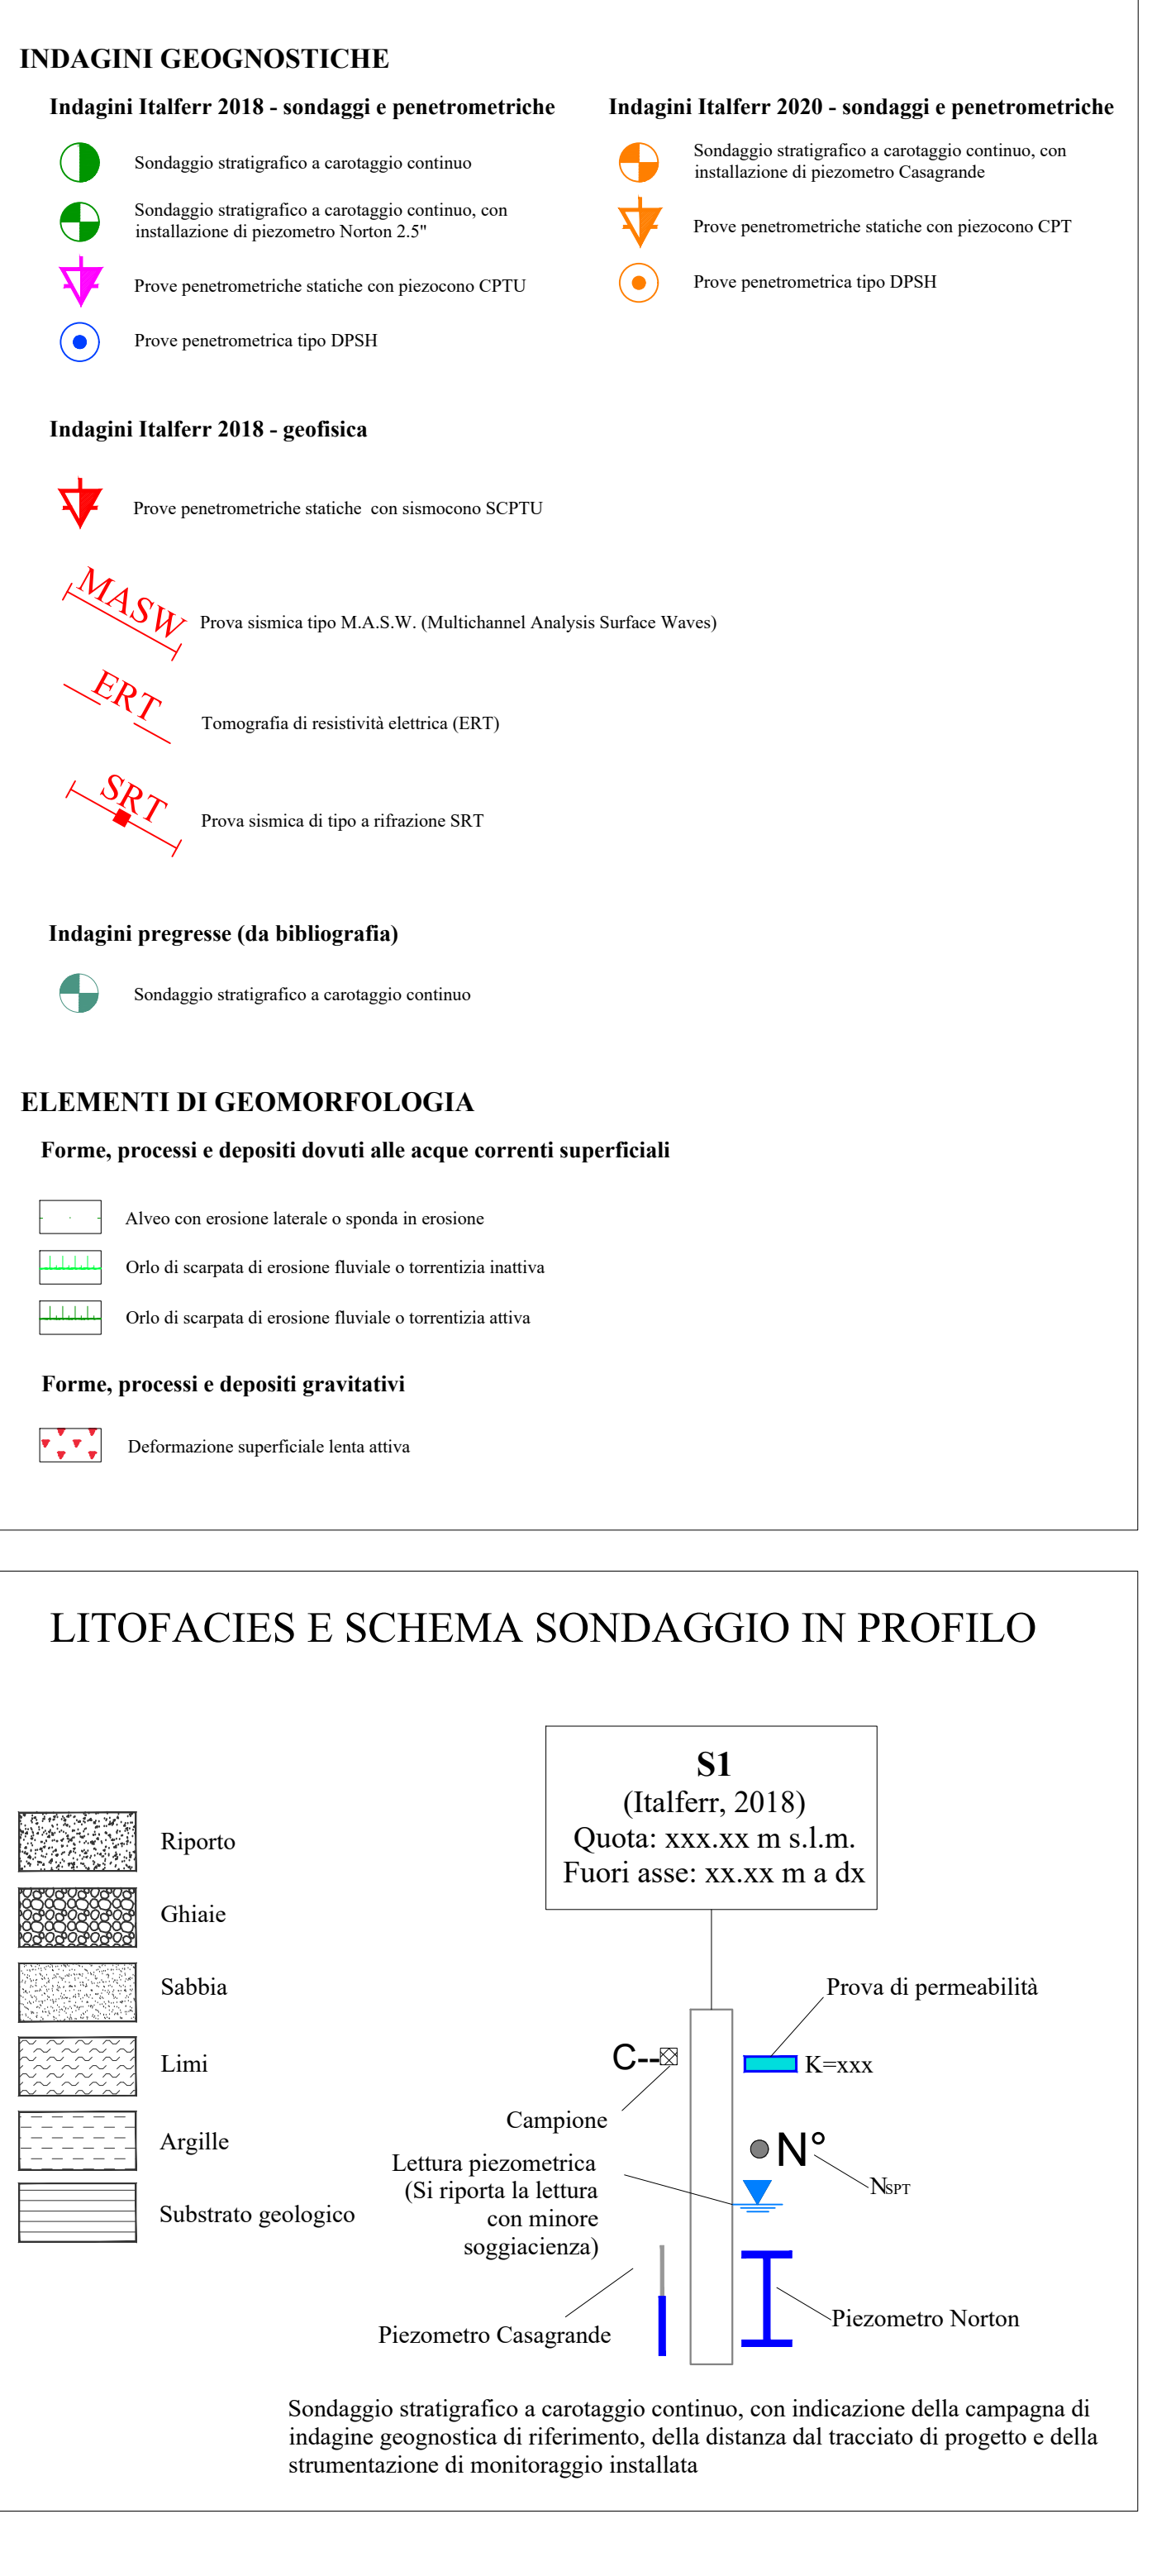 INDAGINI GEOGNOSTICHE
Indagini Italferr 2018 - sondaggi e penetrometriche
Sondaggio stratigrafico a carotaggio continuo
Sondaggio stratigrafico a carotaggio continuo, con
installazione di piezometro Norton 2.5"
Prove penetrometriche statiche con piezocono CPTU
Prove penetrometrica tipo DPSH
Indagini Italferr 2020 - sondaggi e penetrometriche
Sondaggio stratigrafico a carotaggio continuo, con
installazione di piezometro Casagrande
Prove penetrometriche statiche con piezocono CPT
Prove penetrometrica tipo DPSH
Indagini Italferr 2018 - geofisica
Prove penetrometriche statiche con sismocono SCPTU
MASW
Prova sismica tipo M.A.S.W. (Multichannel Analysis Surface Waves)
ERT
Tomografia di resistività elettrica (ERT)
SRT
Prova sismica di tipo a rifrazione SRT
Indagini pregresse (da bibliografia)
Sondaggio stratigrafico a carotaggio continuo
ELEMENTI DI GEOMORFOLOGIA
Forme, processi e depositi dovuti alle acque correnti superficiali
Alveo con erosione laterale o sponda in erosione
Orlo di scarpata di erosione fluviale o torrentizia inattiva
Orlo di scarpata di erosione fluviale o torrentizia attiva
Forme, processi e depositi gravitativi
Deformazione superficiale lenta attiva
LITOFACIES E SCHEMA SONDAGGIO IN PROFILO
Riporto
Ghiaie
Sabbia
Limi
Argille
Substrato geologico
S1
(Italferr, 2018)
Quota: xxx.xx m s.l.m.
Fuori asse: xx.xx m a dx
Prova di permeabilità
C--
K=xxx
Campione
N°
NSPT
Lettura piezometrica
(Si riporta la lettura
con minore
soggiacienza)
Piezometro Norton
Piezometro Casagrande
Sondaggio stratigrafico a carotaggio continuo, con indicazione della campagna di
indagine geognostica di riferimento, della distanza dal tracciato di progetto e della
strumentazione di monitoraggio installata